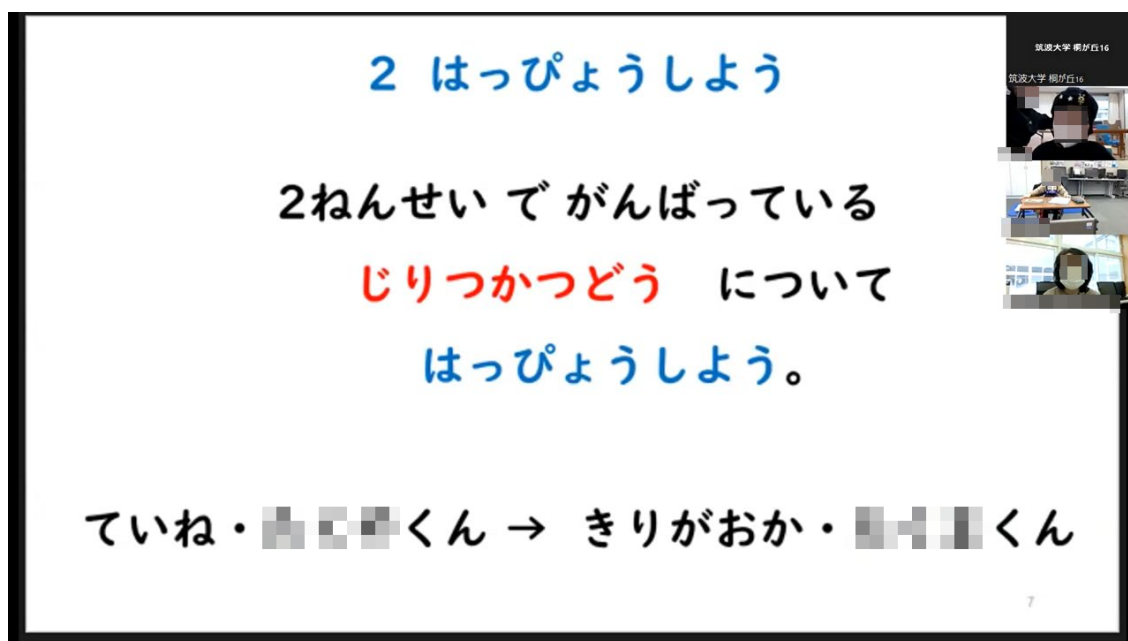 2 はっぴょうしよう
2ねんせい で がんばっている
じりつかつどう について
はっぴょうしよう。
ていね・くん → きりがおか・くん
7
筑波大学 桐が丘16
筑波大学 桐が丘16